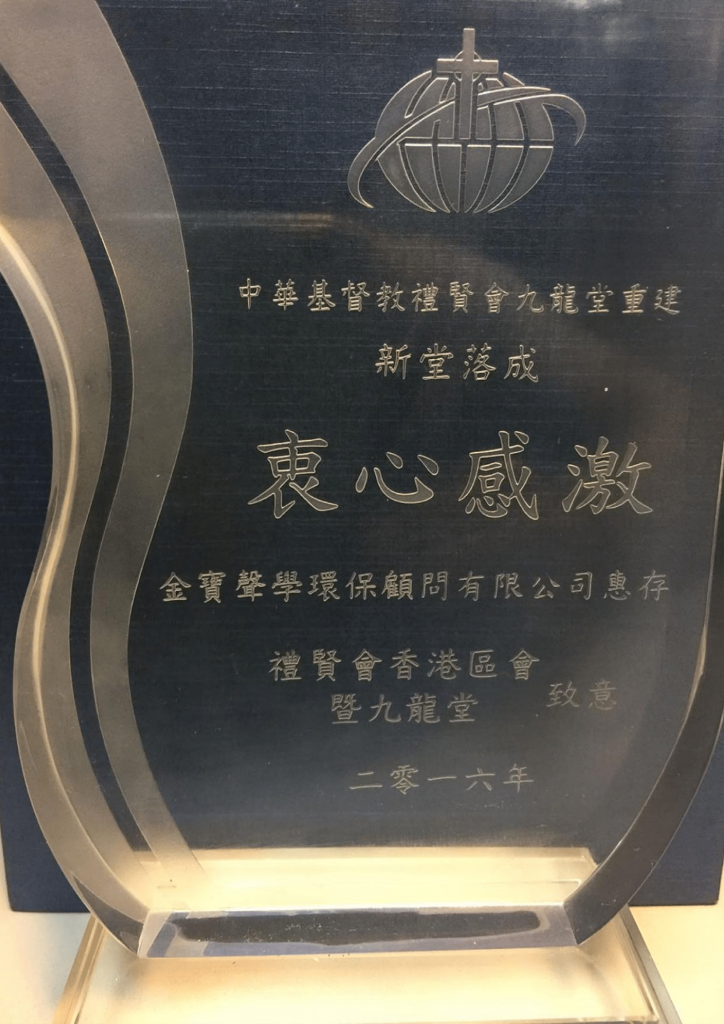 中華基督教禮賢會九龍堂重建
新堂落成
衷心感激
金寶聲學環保顧問有限公司惠存
禮賢會香港區會
暨九龍堂
致意
二零一六年